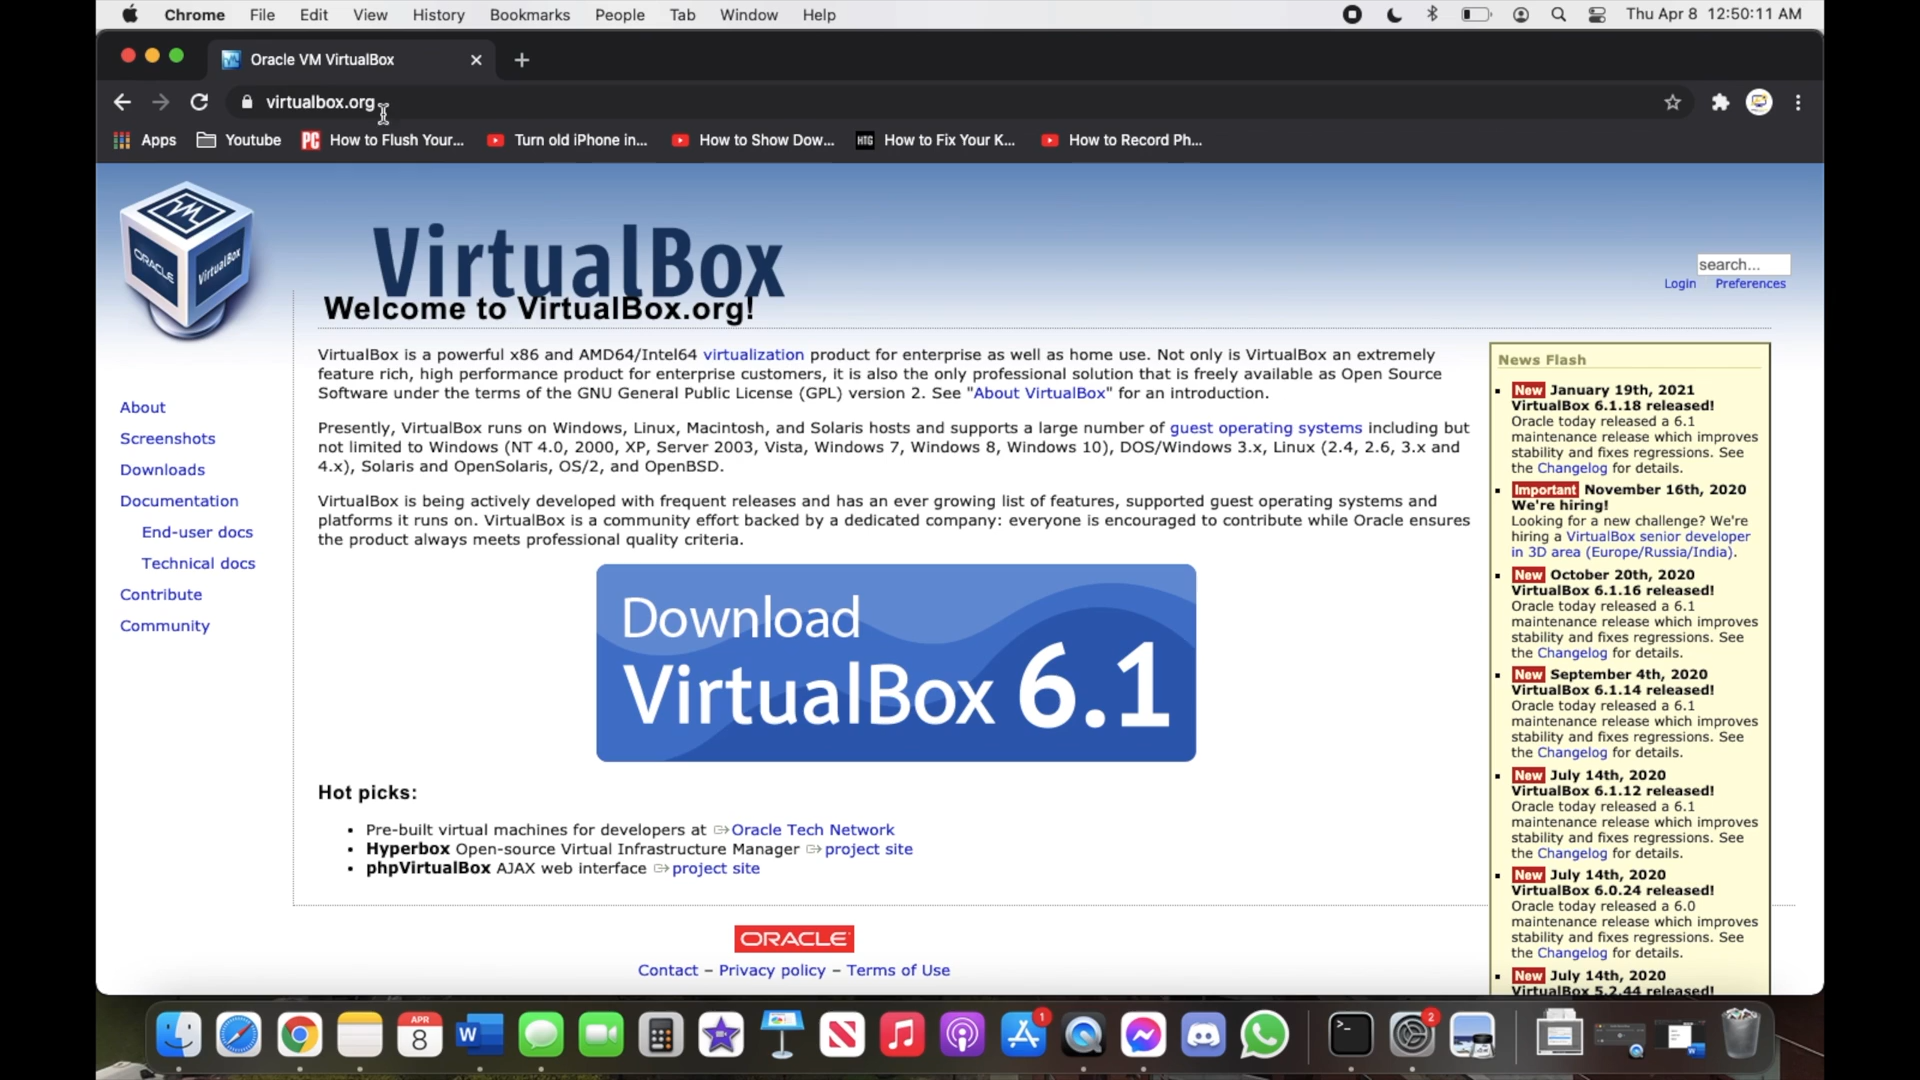 Chrome File Edit View History Bookmarks People Tab Window Help
Thu Apr 8 12:50:11 AM
Oracle VM VirtualBox
virtualbox.org
Apps Youtube PC How to Flush Your... Turn old iPhone in... How to Show Dow... HTG How to Fix Your K... How to Record Ph...
ORACLE VirtualBox
VirtualBox
search...
Login Preferences
Welcome to VirtualBox.org!
VirtualBox is a powerful x86 and AMD64/Intel64 virtualization product for enterprise as well as home use. Not only is VirtualBox an extremely
feature rich, high performance product for enterprise customers, it is also the only professional solution that is freely available as Open Source
Software under the terms of the GNU General Public License (GPL) version 2. See "About VirtualBox" for an introduction.
Presently, VirtualBox runs on Windows, Linux, Macintosh, and Solaris hosts and supports a large number of guest operating systems including but
not limited to Windows (NT 4.0, 2000, XP, Server 2003, Vista, Windows 7, Windows 8, Windows 10), DOS/Windows 3.x, Linux (2.4, 2.6, 3.x and
4.x), Solaris and OpenSolaris, OS/2, and OpenBSD.
VirtualBox is being actively developed with frequent releases and has an ever growing list of features, supported guest operating systems and
platforms it runs on. VirtualBox is a community effort backed by a dedicated company: everyone is encouraged to contribute while Oracle ensures
the product always meets professional quality criteria.
About
Screenshots
Downloads
Documentation
End-user docs
Technical docs
Contribute
Community
Download
VirtualBox 6.1
Hot picks:
Pre-built virtual machines for developers at Oracle Tech Network
Hyperbox Open-source Virtual Infrastructure Manager project site
phpVirtualBox AJAX web interface project site
ORACLE
Contact – Privacy policy – Terms of Use
News Flash
New January 19th, 2021
VirtualBox 6.1.18 released!
Oracle today released a 6.1
maintenance release which improves
stability and fixes regressions. See
the Changelog for details.
Important November 16th, 2020
We're hiring!
Looking for a new challenge? We're
hiring a VirtualBox senior developer
in 3D area (Europe/Russia/India).
New October 20th, 2020
VirtualBox 6.1.16 released!
Oracle today released a 6.1
maintenance release which improves
stability and fixes regressions. See
the Changelog for details.
New September 4th, 2020
VirtualBox 6.1.14 released!
Oracle today released a 6.1
maintenance release which improves
stability and fixes regressions. See
the Changelog for details.
New July 14th, 2020
VirtualBox 6.1.12 released!
Oracle today released a 6.1
maintenance release which improves
stability and fixes regressions. See
the Changelog for details.
New July 14th, 2020
VirtualBox 6.0.24 released!
Oracle today released a 6.0
maintenance release which improves
stability and fixes regressions. See
the Changelog for details.
New July 14th, 2020
VirtualBox 5.2.44 released!
APR
8
W
1
2